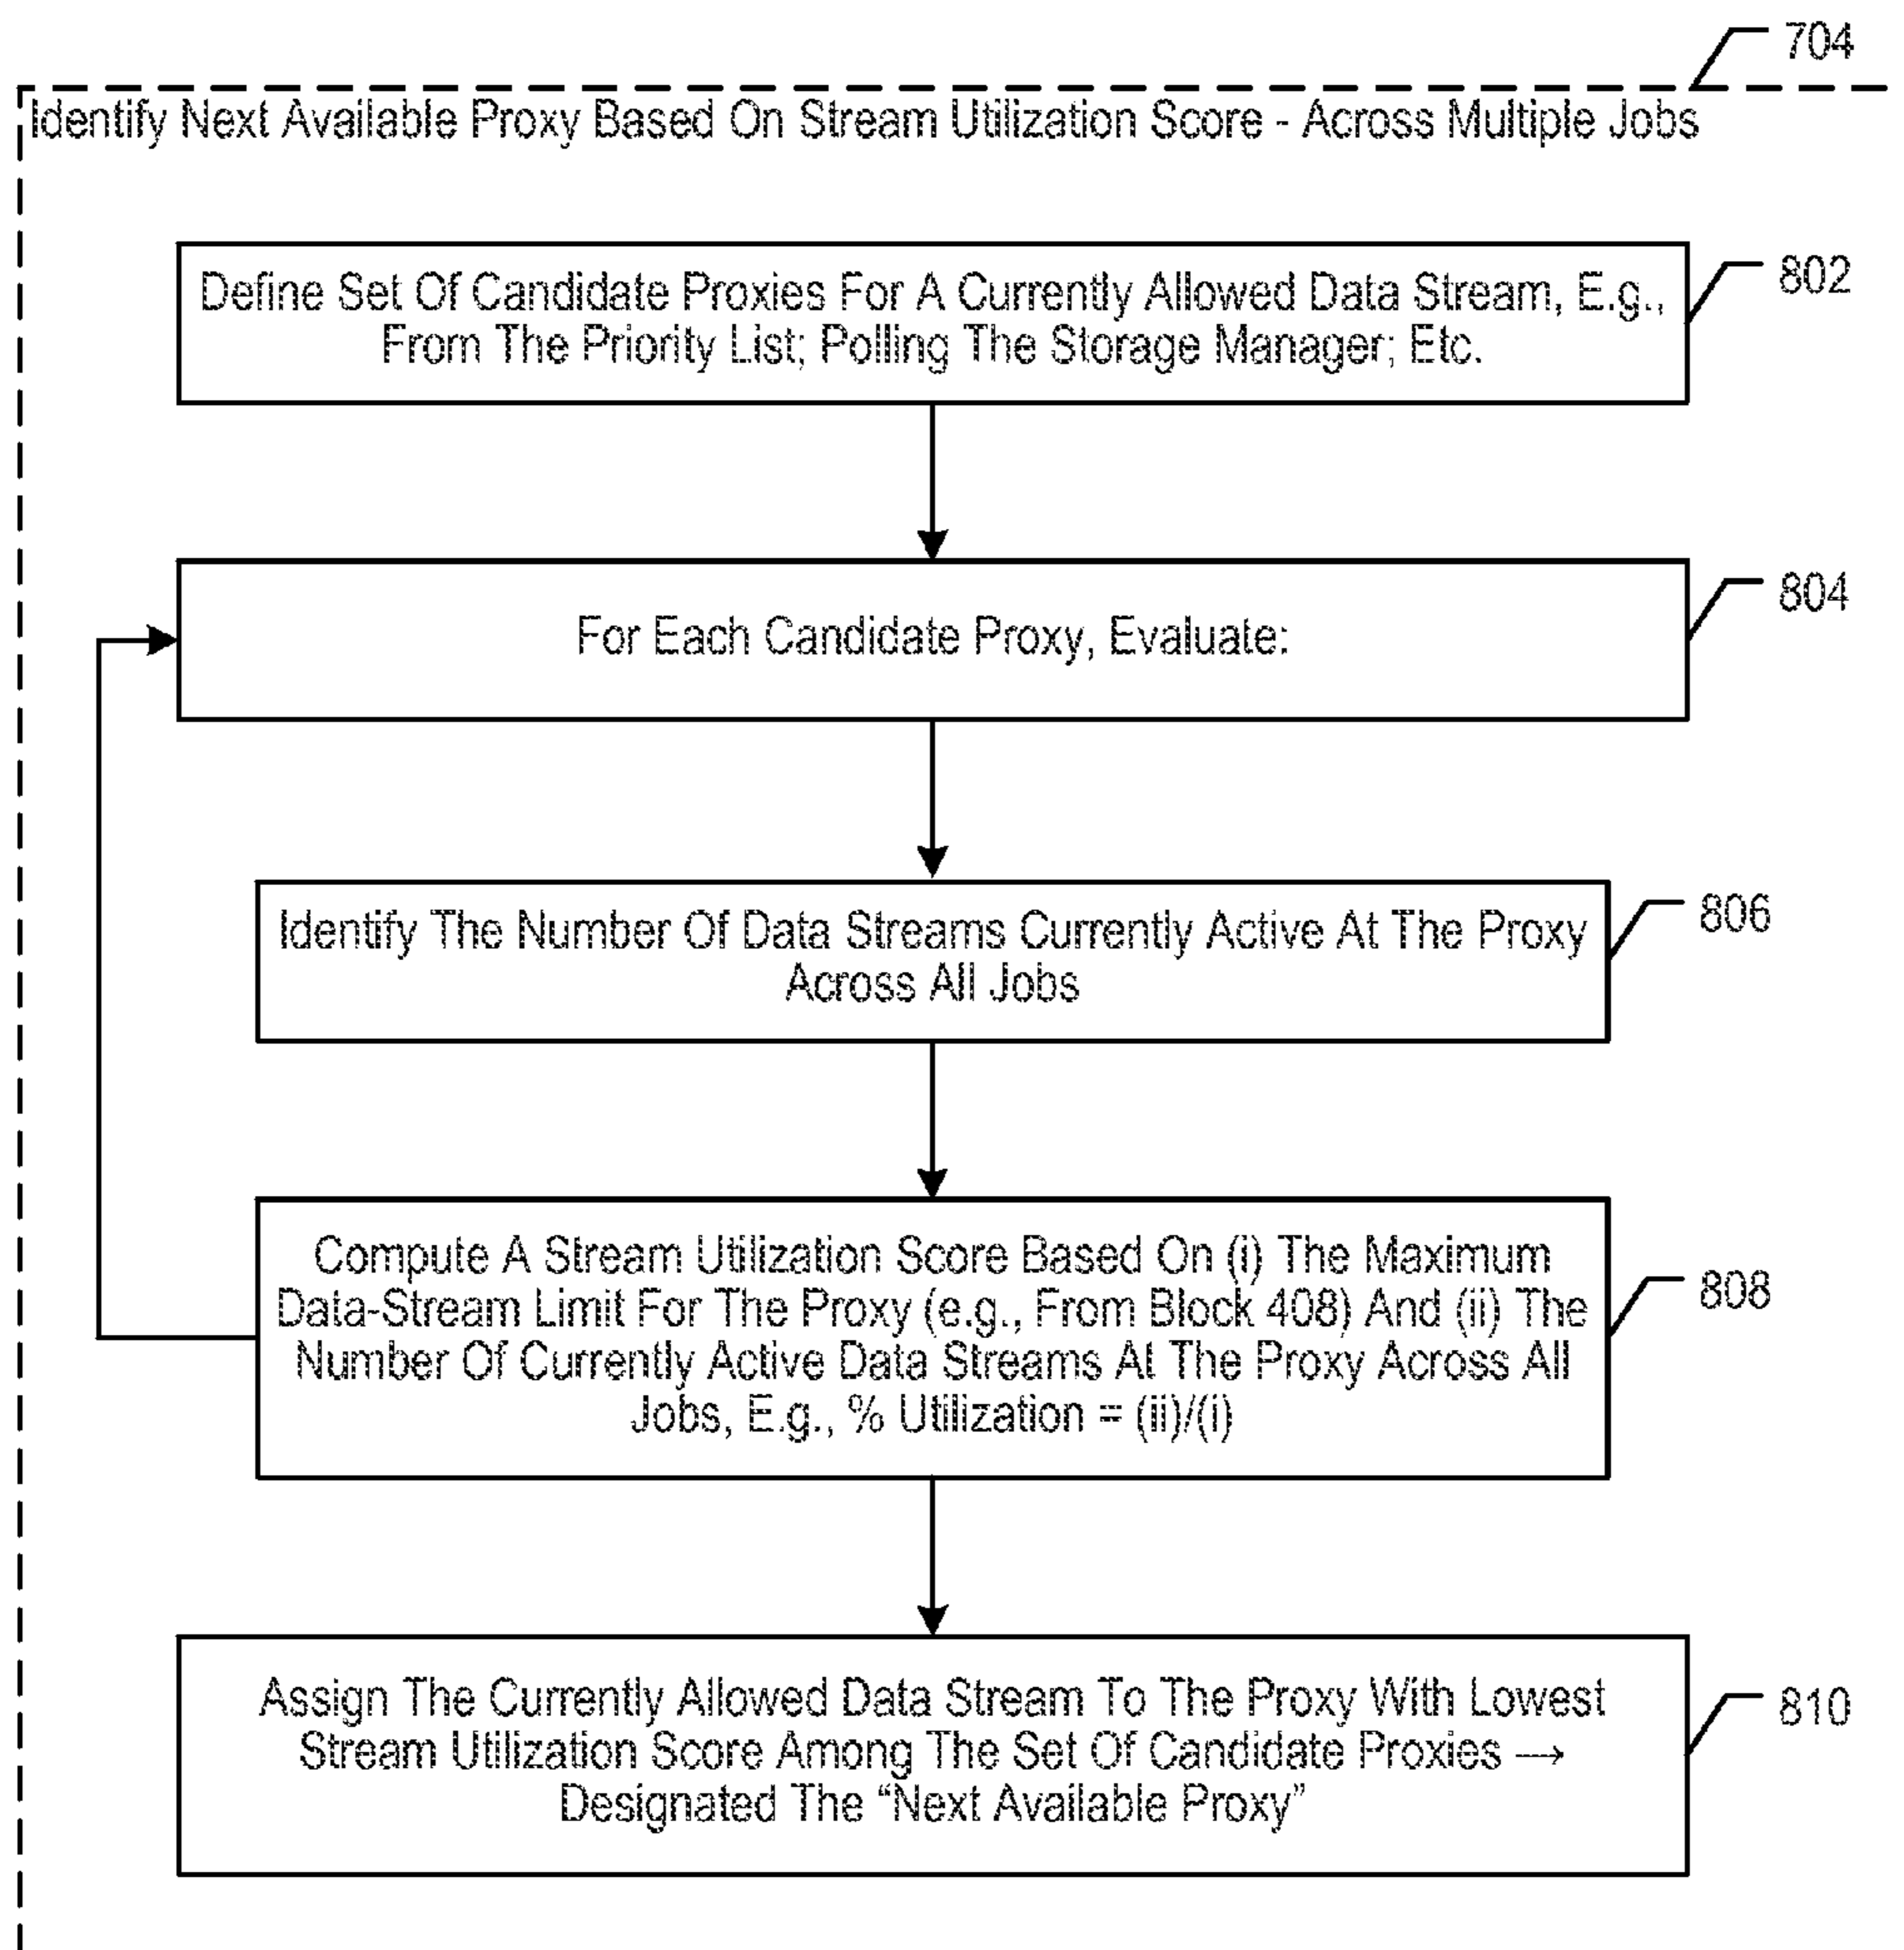 704
Identify Next Available Proxy Based On Stream Utilization Score - Across Multiple Jobs
Define Set Of Candidate Proxies For A Currently Allowed Data Stream, E.g.,
From The Priority List; Polling The Storage Manager; Etc.
802
For Each Candidate Proxy, Evaluate:
804
Identify The Number Of Data Streams Currently Active At The Proxy
Across All Jobs
806
Compute A Stream Utilization Score Based On (i) The Maximum
Data-Stream Limit For The Proxy (e.g., From Block 408) And (ii) The
Number Of Currently Active Data Streams At The Proxy Across All
Jobs, E.g., % Utilization = (ii)/(i)
808
Assign The Currently Allowed Data Stream To The Proxy With Lowest
Stream Utilization Score Among The Set Of Candidate Proxies →
Designated The “Next Available Proxy”
810